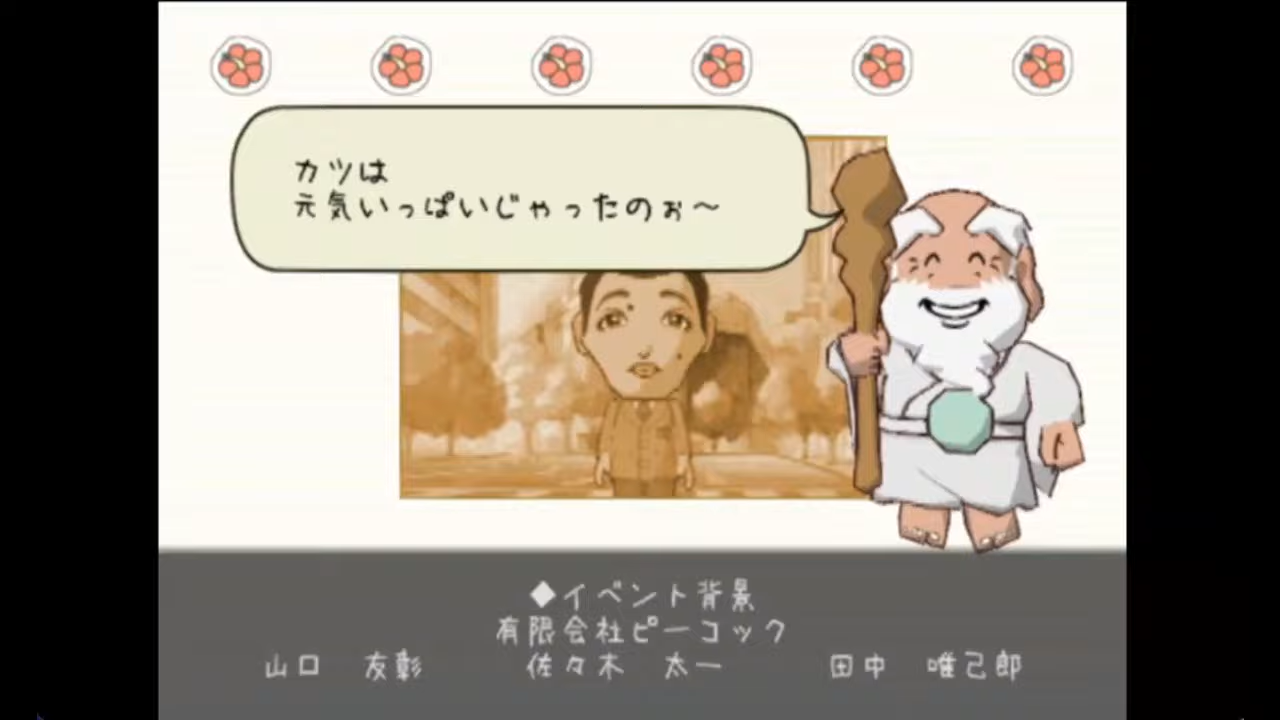 カツは
元気いっぱいじゃったのぉ～
◆イベント背景
有限会社ピーコック
山口　友彰　佐々木　太一　田中　唯己郎